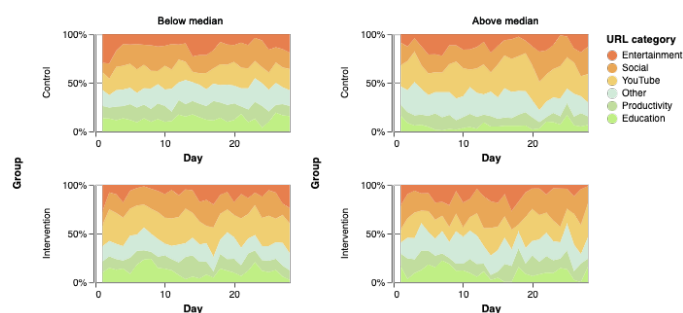 Below median
Above median
100%
50%
0%
Control
0
10
20
Day
100%
50%
0%
Control
0
10
20
Day
URL category
Entertainment
Social
YouTube
Other
Productivity
Education
Group
Group
100%
50%
0%
Intervention
0
10
20
Day
100%
50%
0%
Intervention
0
10
20
Day